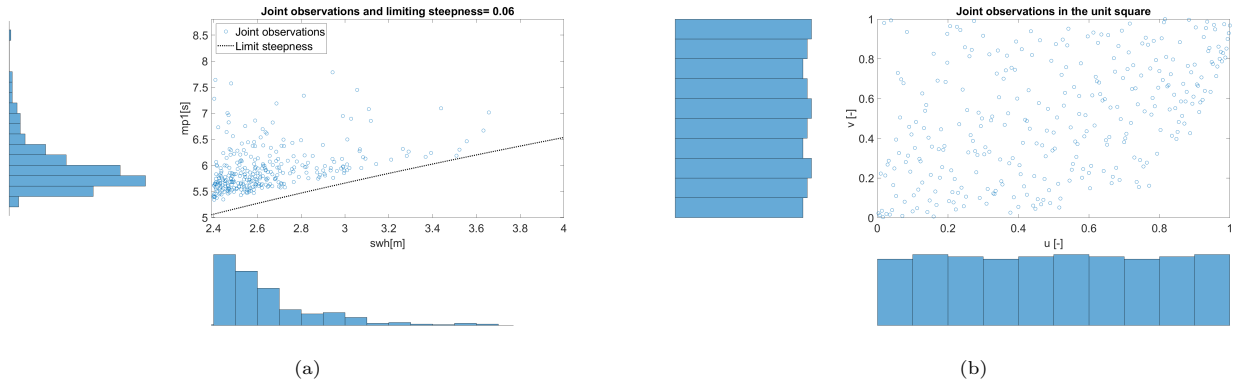 Joint observations and limiting steepness= 0.06
Joint observations
Limit steepness
mp1[s]
8.5
8
7.5
7
6.5
6
5.5
5
2.4 2.6 2.8 3 3.2 3.4 3.6 3.8 4
swh[m]
(a)
Joint observations in the unit square
v [-]
1
0.8
0.6
0.4
0.2
0
0 0.2 0.4 0.6 0.8 1
u [-]
(b)